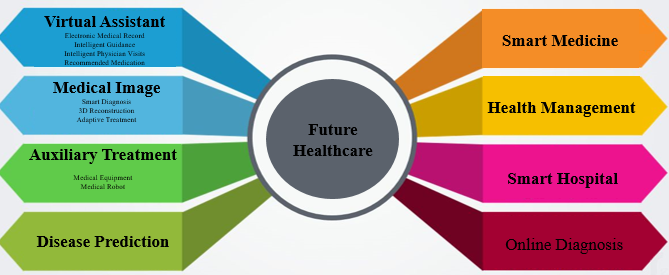 Virtual Assistant
Electronic Medical Record
Intelligent Guidance
Intelligent Physician Visits
Recommended Medication
Medical Image
Smart Diagnosis
3D Reconstruction
Adaptive Treatment
Auxiliary Treatment
Medical Equipment
Medical Robot
Disease Prediction
Future
Healthcare
Smart Medicine
Health Management
Smart Hospital
Online Diagnosis